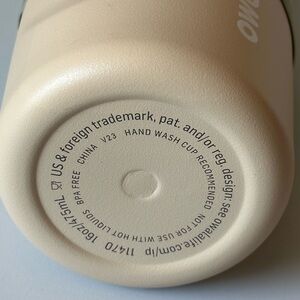 OWA
US & foreign trademark, pat. and/or reg. design: see owalalife.com/ip 11470 16oz/475mL
BPA FREE CHINA V23 HAND WASH CUP RECOMMENDED NOT FOR USE WITH HOT LIQUIDS